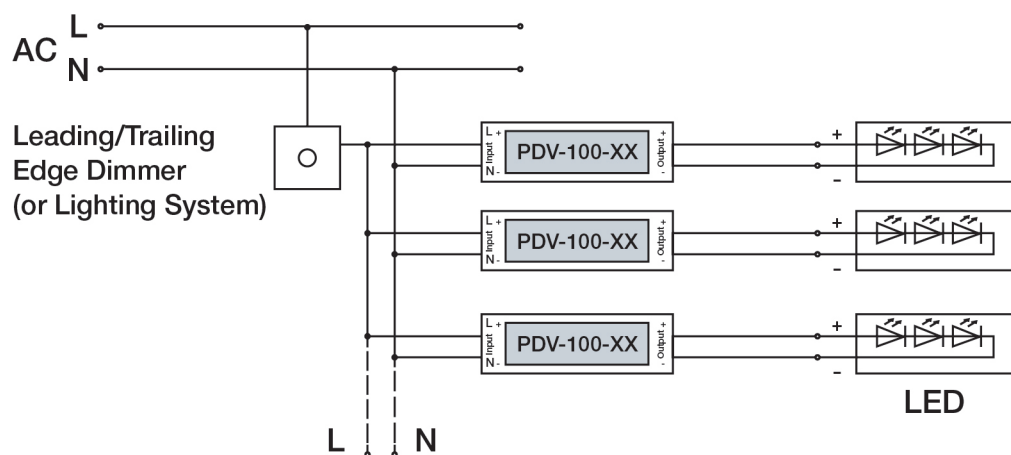 L
AC
N
Leading/Trailing
Edge Dimmer
(or Lighting System)
L +
Input
N -
PDV-100-XX
Output + -
+
-
L +
Input
N -
PDV-100-XX
Output + -
+
-
L +
Input
N -
PDV-100-XX
Output + -
+
-
LED
L N